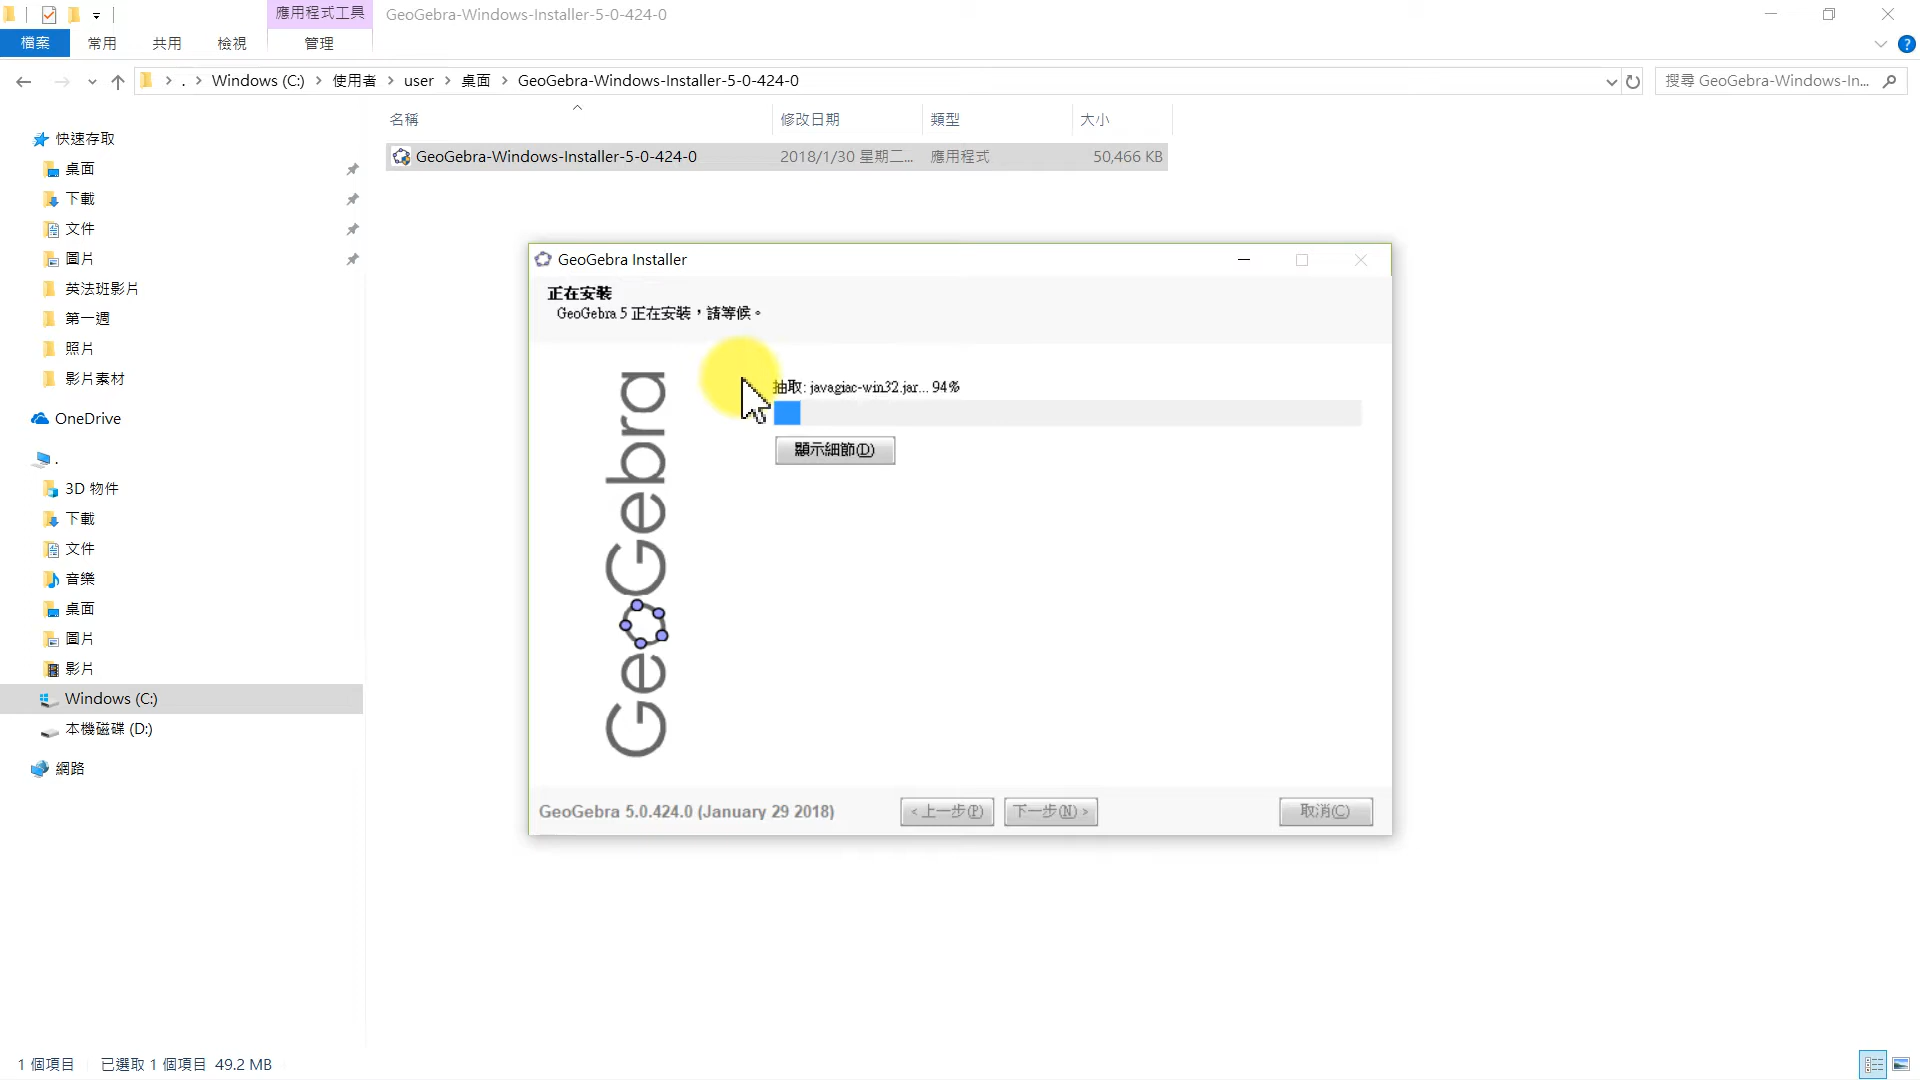 應用程式工具 GeoGebra-Windows-Installer-5-0-424-0
檔案 常用 共用 檢視 管理
. Windows (C:) 使用者 user 桌面 GeoGebra-Windows-Installer-5-0-424-0 搜尋 GeoGebra-Windows-In...
名稱 修改日期 類型 大小
GeoGebra-Windows-Installer-5-0-424-0 2018/1/30 星期二... 應用程式 50,466 KB
快速存取
桌面
下載
文件
圖片
英法班影片
第一週
照片
影片素材
OneDrive
.
3D 物件
下載
文件
音樂
桌面
圖片
影片
Windows (C:)
本機磁碟 (D:)
網路
GeoGebra Installer
正在安裝
GeoGebra 5 正在安裝，請等候。
抽取: javagiac-win32.jar... 94%
顯示細節(D)
GeoGebra
GeoGebra 5.0.424.0 (January 29 2018)
< 上一步(P) 下一步(N) > 取消(C)
1 個項目 已選取 1 個項目 49.2 MB